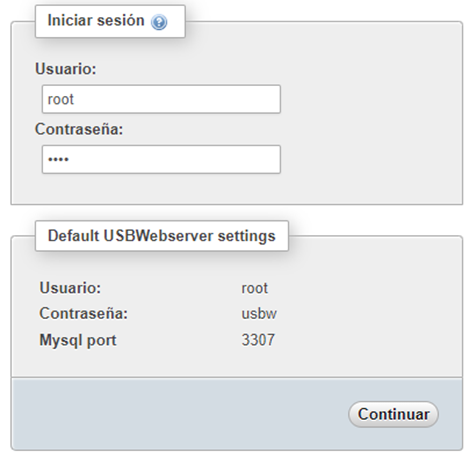 Iniciar sesión
Usuario:
root
Contraseña:
••••
Default USBWebserver settings
Usuario: root
Contraseña: usbw
Mysql port 3307
Continuar